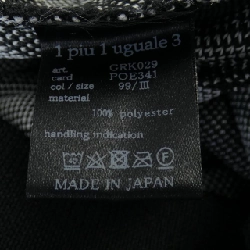 1 piu 1 uguale 3
art. GRK029
card POE341
col / size 99/III
material
100% polyester
handling indication
MADE IN JAPAN